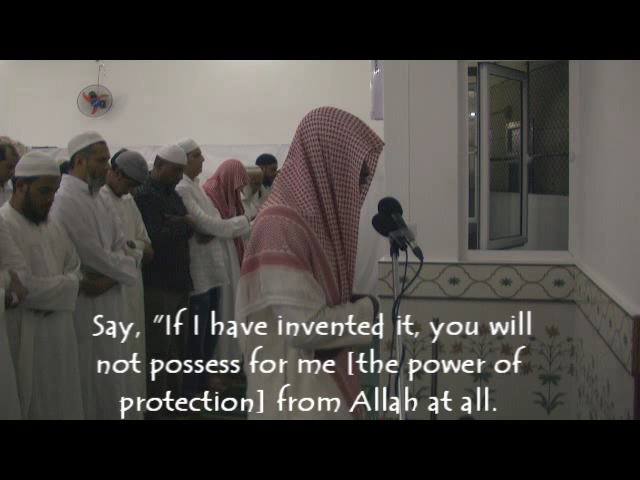 Say, "If I have invented it, you will
not possess for me [the power of
protection] from Allah at all.